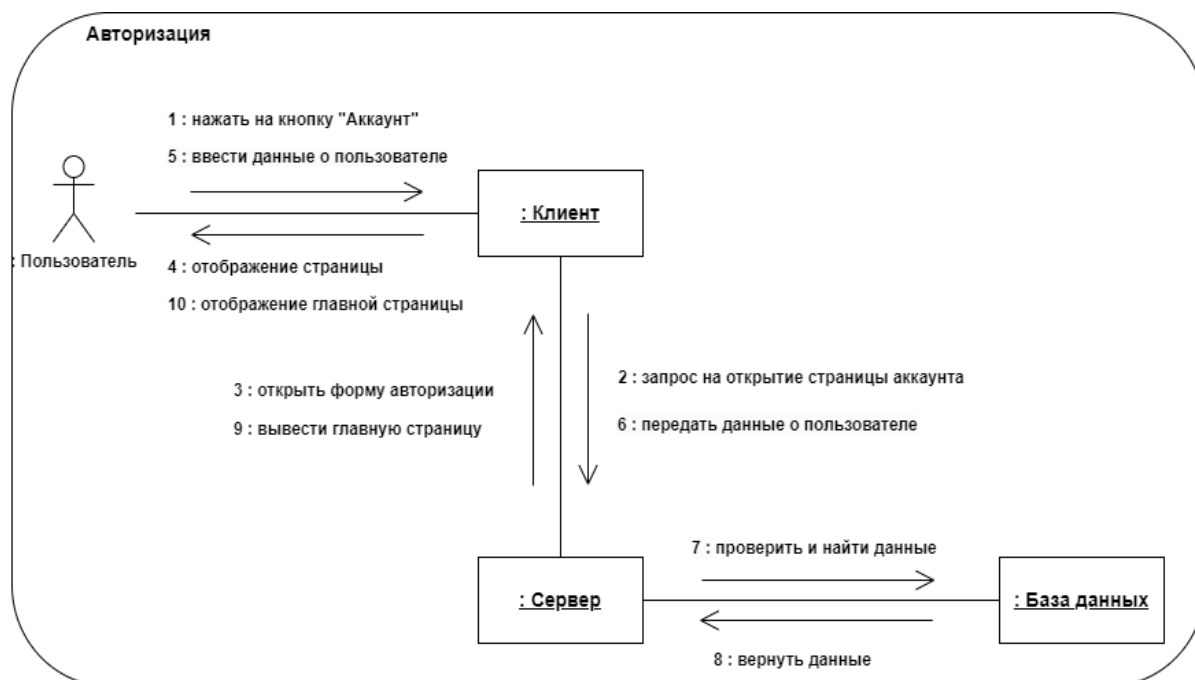 Авторизация
1 : нажать на кнопку "Аккаунт"
5 : ввести данные о пользователе
: Клиент
: Пользователь
4 : отображение страницы
10 : отображение главной страницы
3 : открыть форму авторизации
9 : вывести главную страницу
2 : запрос на открытие страницы аккаунта
6 : передать данные о пользователе
7 : проверить и найти данные
: Сервер
: База данных
8 : вернуть данные